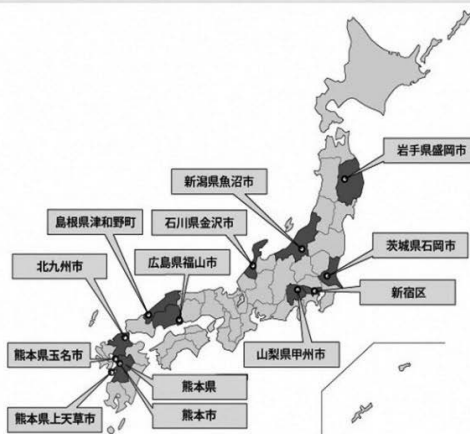 岩手県盛岡市
新潟県魚沼市
島根県津和野町
石川県金沢市
茨城県石岡市
北九州市
広島県福山市
新宿区
熊本県玉名市
山梨県甲州市
熊本県
熊本県上天草市
熊本市